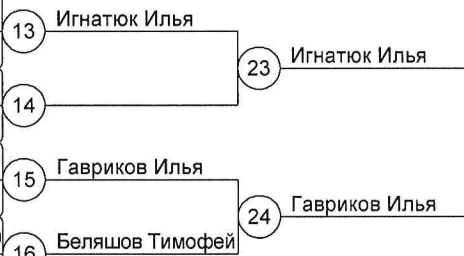 13 Игнатюк Илья
23 Игнатюк Илья
14
15 Гавриков Илья
24 Гавриков Илья
16 Беляшов Тимофей